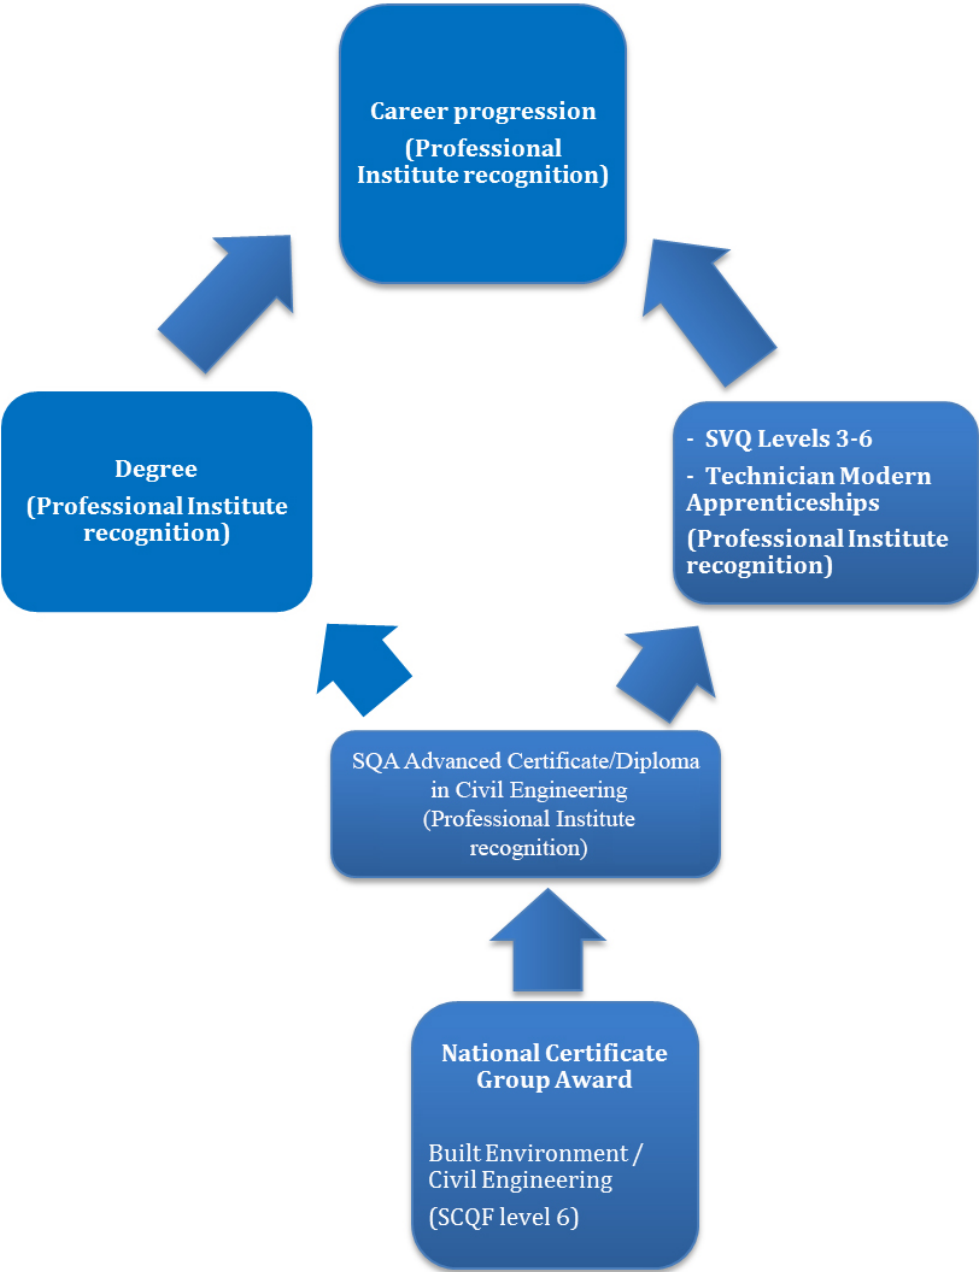 Career progression
(Professional
Institute recognition)
Degree
(Professional Institute
recognition)
- SVQ Levels 3-6
- Technician Modern
Apprenticeships
(Professional Institute
recognition)
SQA Advanced Certificate/Diploma
in Civil Engineering
(Professional Institute
recognition)
National Certificate
Group Award
Built Environment /
Civil Engineering
(SCQF level 6)